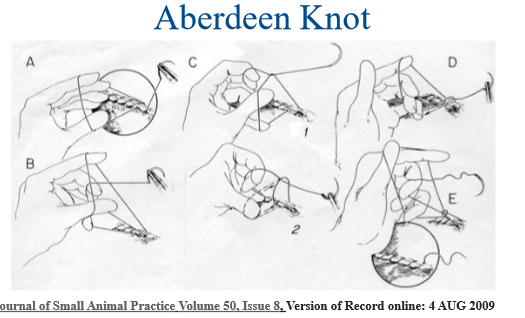 Aberdeen Knot
A C D
1
B 2 E
ournal of Small Animal Practice Volume 50, Issue 8, Version of Record online: 4 AUG 2009